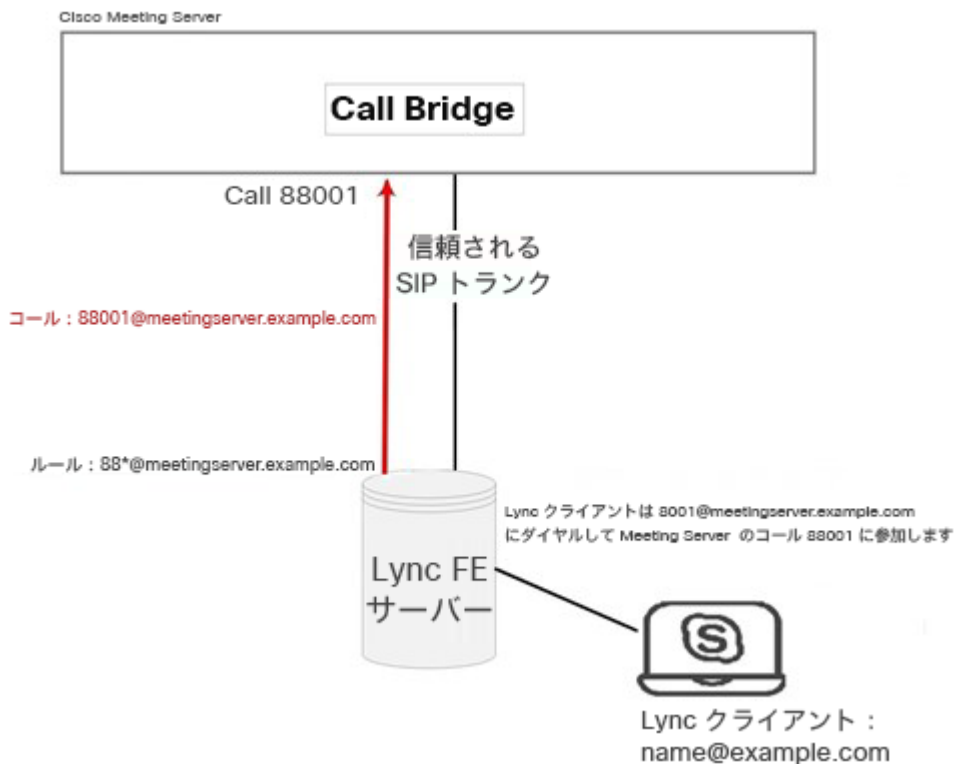 Cisco Meeting Server
Call Bridge
Call 88001
信頼される
SIP トランク
コール：88001@meetingserver.example.com
ルール：88*@meetingserver.example.com
Lync クライアントは 8001@meetingserver.example.com
にダイヤルして Meeting Server のコール 88001 に参加します
Lync FE
サーバー
Lync クライアント：
name@example.com